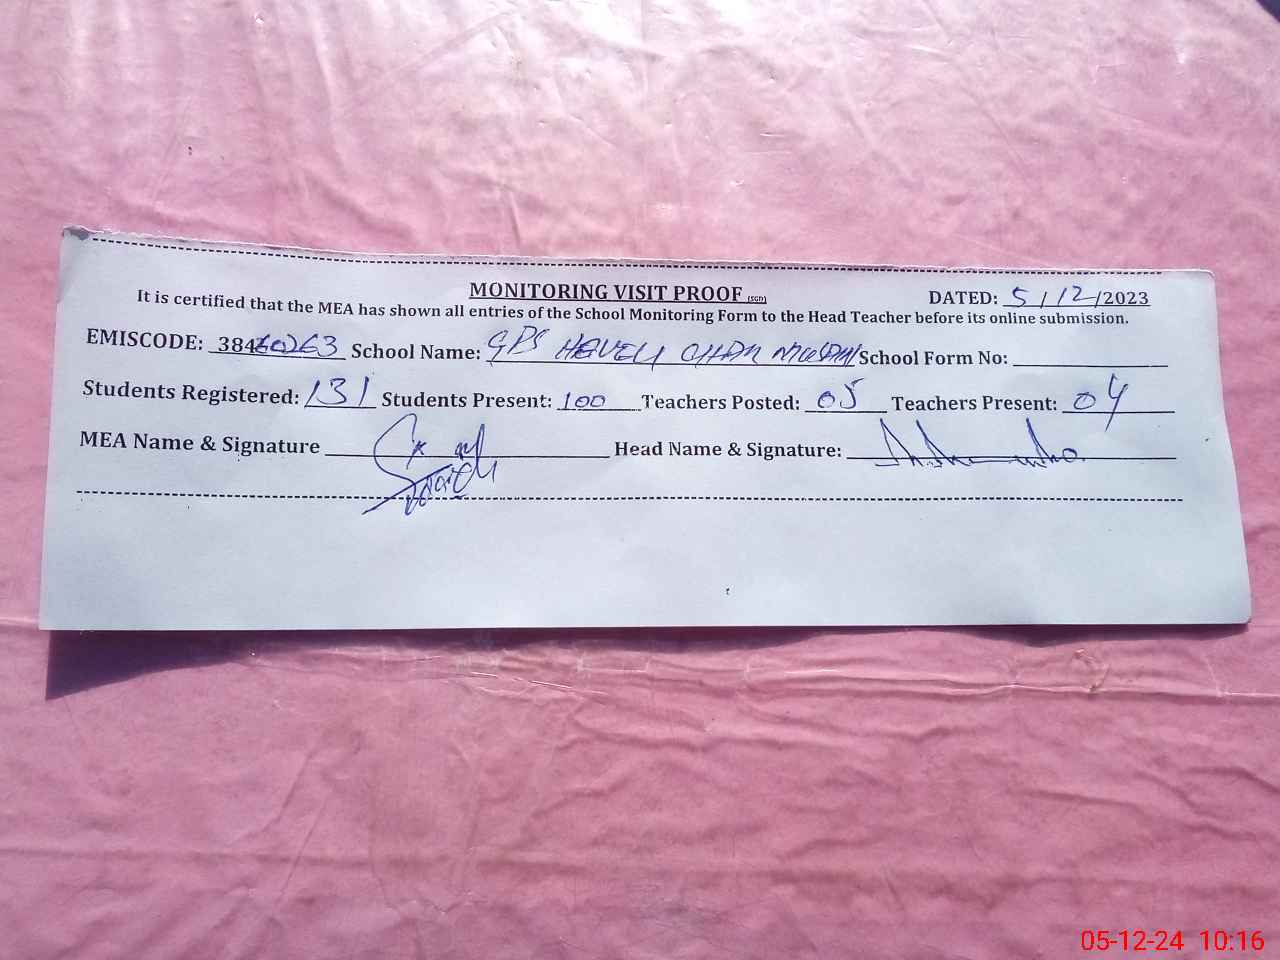 MONITORING VISIT PROOF (SGD) DATED: 5/12/2023
It is certified that the MEA has shown all entries of the School Monitoring Form to the Head Teacher before its online submission.
EMISCODE: 38460263 School Name: GPS HAVELI CHAN School Form No:
Students Registered: 131 Students Present: 100 Teachers Posted: 05 Teachers Present: 04
MEA Name & Signature Head Name & Signature:
05-12-24 10:16